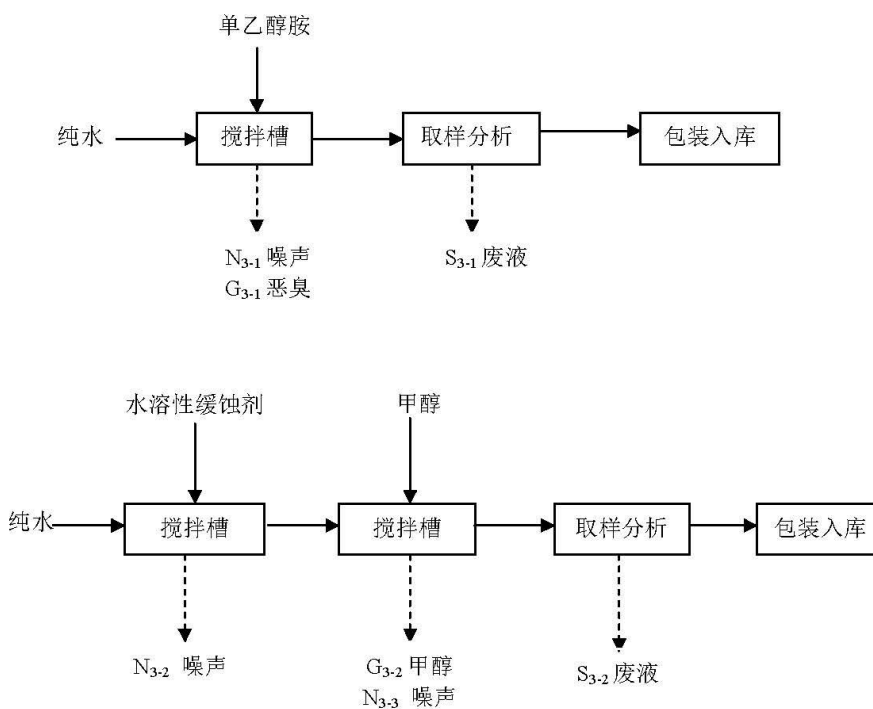 单乙醇胺
纯水
搅拌槽
取样分析
包装入库
N3-1 噪声
G3-1 恶臭
S3-1 废液
水溶性缓蚀剂
甲醇
纯水
搅拌槽
搅拌槽
取样分析
包装入库
N3-2 噪声
G3-2 甲醇
N3-3 噪声
S3-2 废液